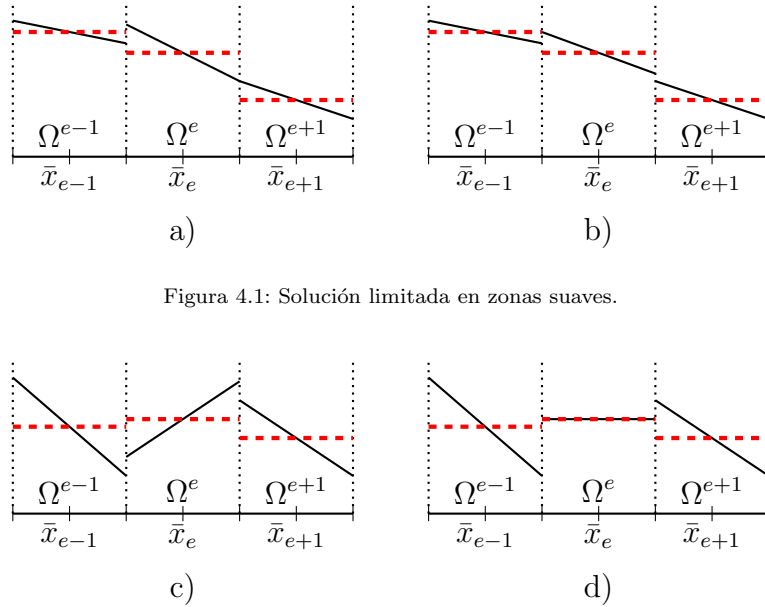 Ω^{e−1} Ω^e Ω^{e+1} Ω^{e−1} Ω^e Ω^{e+1}
x̄_{e−1} x̄_e x̄_{e+1} x̄_{e−1} x̄_e x̄_{e+1}
a) b)
Figura 4.1: Solución limitada en zonas suaves.
Ω^{e−1} Ω^e Ω^{e+1} Ω^{e−1} Ω^e Ω^{e+1}
x̄_{e−1} x̄_e x̄_{e+1} x̄_{e−1} x̄_e x̄_{e+1}
c) d)